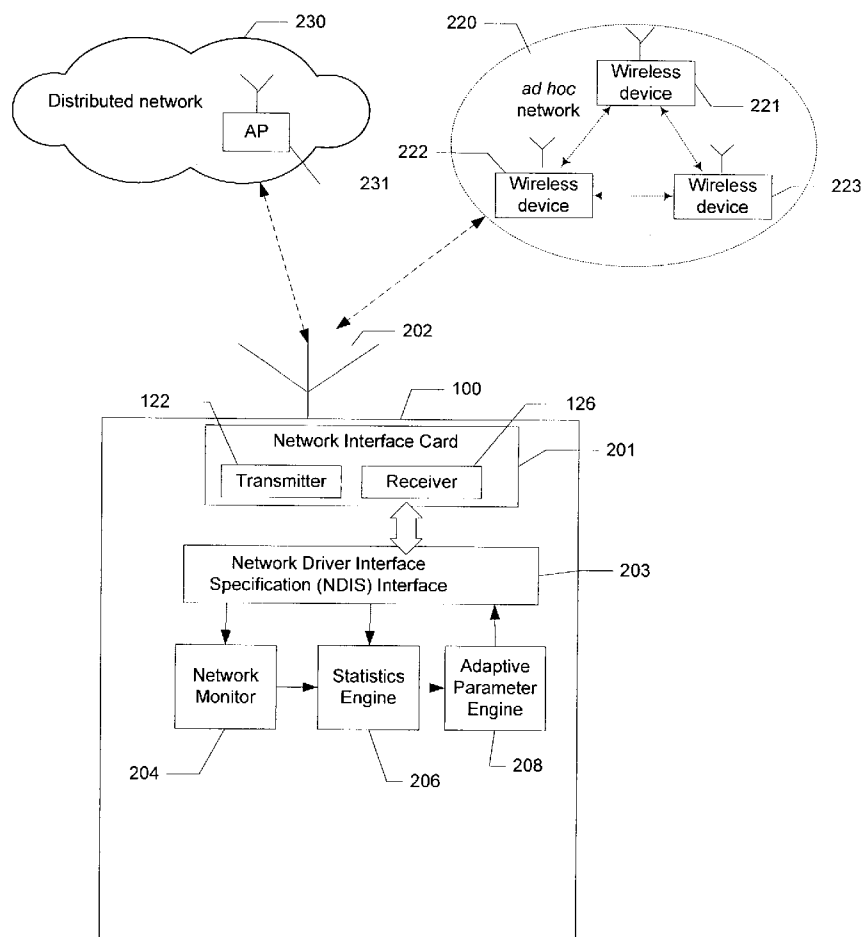 230
Distributed network
AP
231
220
ad hoc
network
Wireless
device
221
222
Wireless
device
Wireless
device
223
202
100
122
126
Network Interface Card
Transmitter
Receiver
201
Network Driver Interface
Specification (NDIS) Interface
203
Network
Monitor
Statistics
Engine
Adaptive
Parameter
Engine
204
206
208